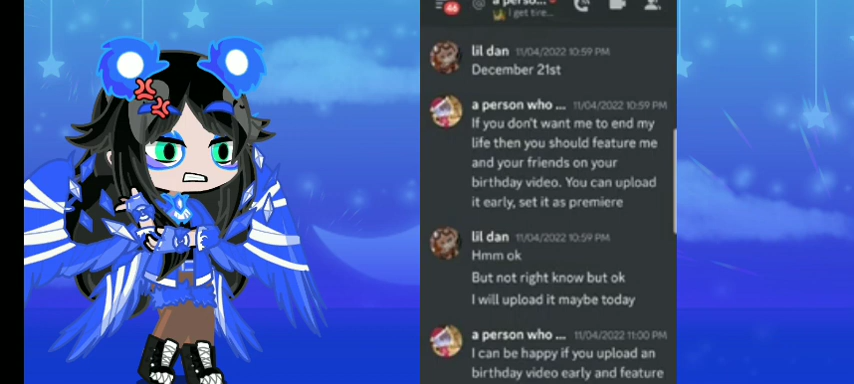 46
@ a perso...
I get tire...
lil dan 11/04/2022 10:59 PM
December 21st
a person who ... 11/04/2022 10:59 PM
If you don't want me to end my
life then you should feature me
and your friends on your
birthday video. You can upload
it early, set it as premiere
lil dan 11/04/2022 10:59 PM
Hmm ok
But not right know but ok
I will upload it maybe today
a person who ... 11/04/2022 11:00 PM
I can be happy if you upload an
birthday video early and feature